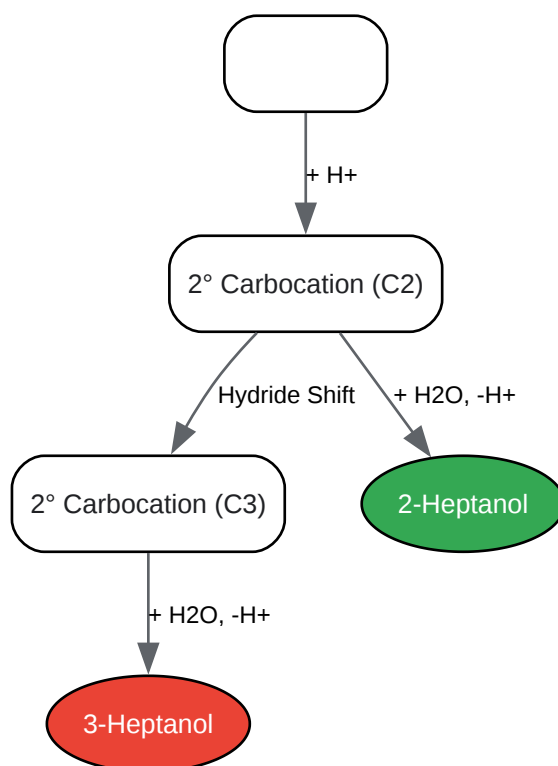 + H+
2° Carbocation (C2)
Hydride Shift
+ H2O, -H+
2° Carbocation (C3)
2-Heptanol
+ H2O, -H+
3-Heptanol